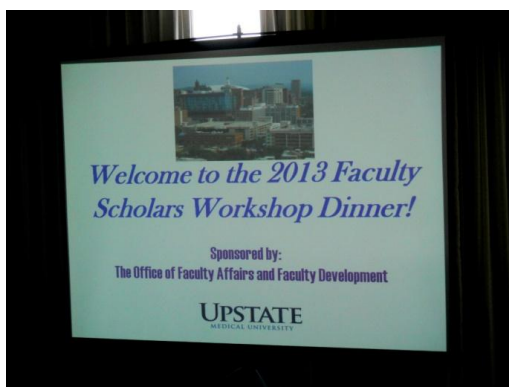 Welcome to the 2013 Faculty
Scholars Workshop Dinner!
Sponsored by:
The Office of Faculty Affairs and Faculty Development
UPSTATE
MEDICAL UNIVERSITY